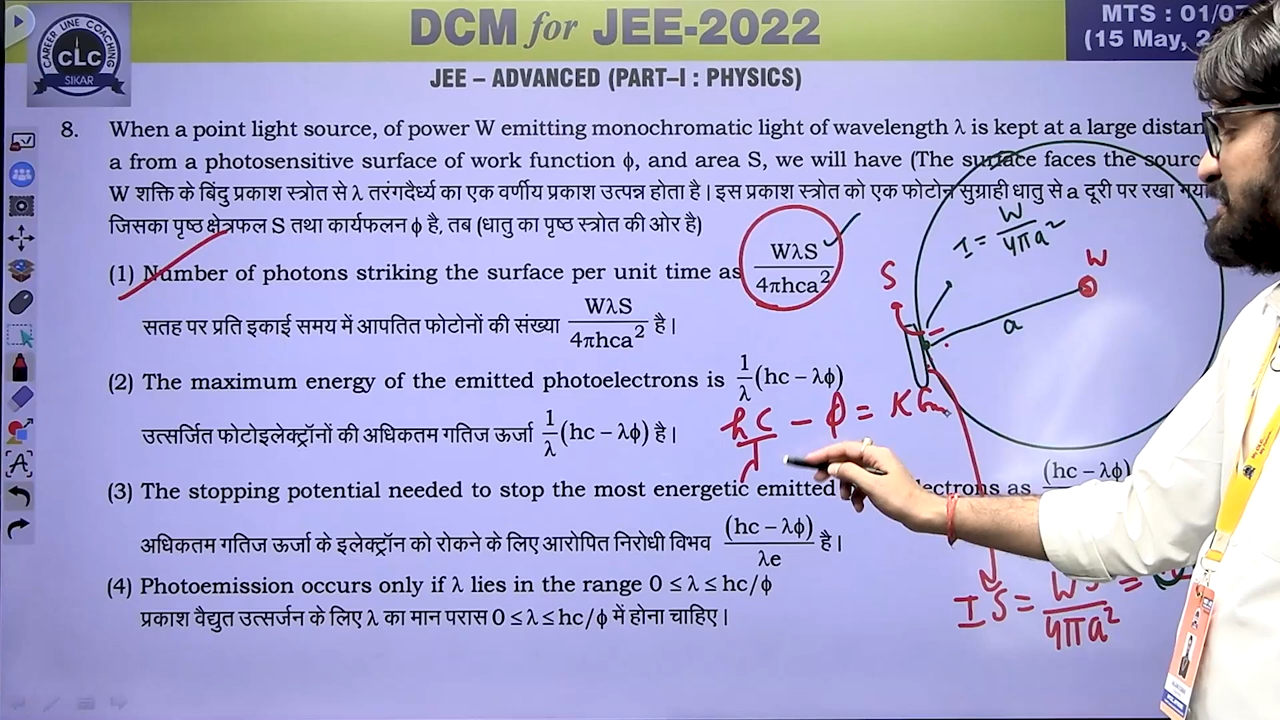 DCM for JEE-2022
MTS : 01/07
(15 May, 2
CAREER LINE COACHING
CLC
SIKAR
JEE – ADVANCED (PART–I : PHYSICS)
8. When a point light source, of power W emitting monochromatic light of wavelength λ is kept at a large distan
a from a photosensitive surface of work function ϕ, and area S, we will have (The surface faces the sourc
W शक्ति के बिंदु प्रकाश स्त्रोत से λ तरंगदैर्ध्य का एक वर्णीय प्रकाश उत्पन्न होता है। इस प्रकाश स्त्रोत को एक फोटोन सुग्राही धातु से a दूरी पर रखा गया
जिसका पृष्ठ क्षेत्रफल S तथा कार्यफलन ϕ है, तब (धातु का पृष्ठ स्त्रोत की ओर है)
(1) Number of photons striking the surface per unit time as WλS/4πhca²
सतह पर प्रति इकाई समय में आपतित फोटोनों की संख्या WλS/4πhca² है।
(2) The maximum energy of the emitted photoelectrons is 1/λ (hc – λϕ)
उत्सर्जित फोटोइलेक्ट्रॉनों की अधिकतम गतिज ऊर्जा 1/λ (hc – λϕ) है।
(3) The stopping potential needed to stop the most energetic emitted electrons as (hc – λϕ)
अधिकतम गतिज ऊर्जा के इलेक्ट्रॉन को रोकने के लिए आरोपित निरोधी विभव (hc – λϕ)/λe है।
(4) Photoemission occurs only if λ lies in the range 0 ≤ λ ≤ hc/ϕ
प्रकाश वैद्युत उत्सर्जन के लिए λ का मान परास 0 ≤ λ ≤ hc/ϕ में होना चाहिए।
I = W/4πa²
W
S
a
hc/λ – ϕ = K
I S = WS/4πa² =